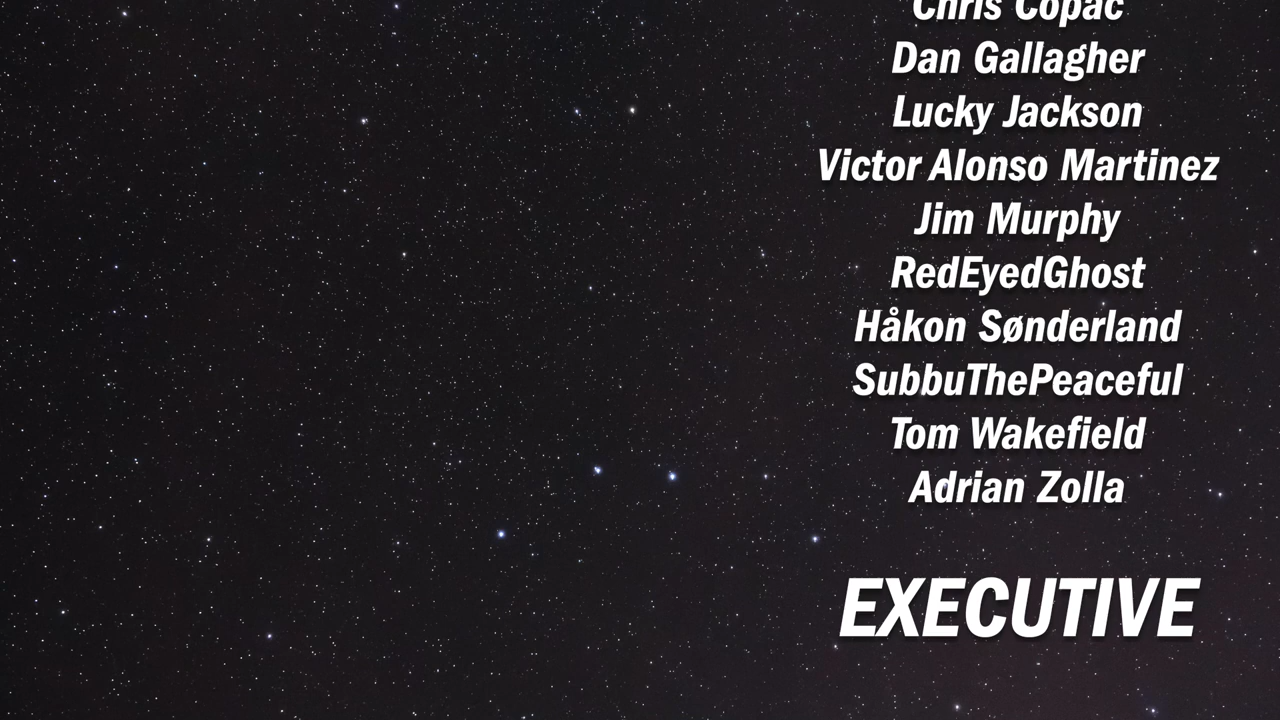 Chris Copac
Dan Gallagher
Lucky Jackson
Victor Alonso Martinez
Jim Murphy
RedEyedGhost
Håkon Sønderland
SubbuThePeaceful
Tom Wakefield
Adrian Zolla
EXECUTIVE